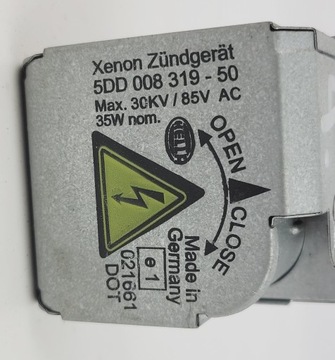 Xenon Zündgerät
5DD 008 319 - 50
Max. 30KV / 85V AC
35W nom.
HELLA
OPEN
CLOSE
Made in
Germany
e 1
021661
DOT